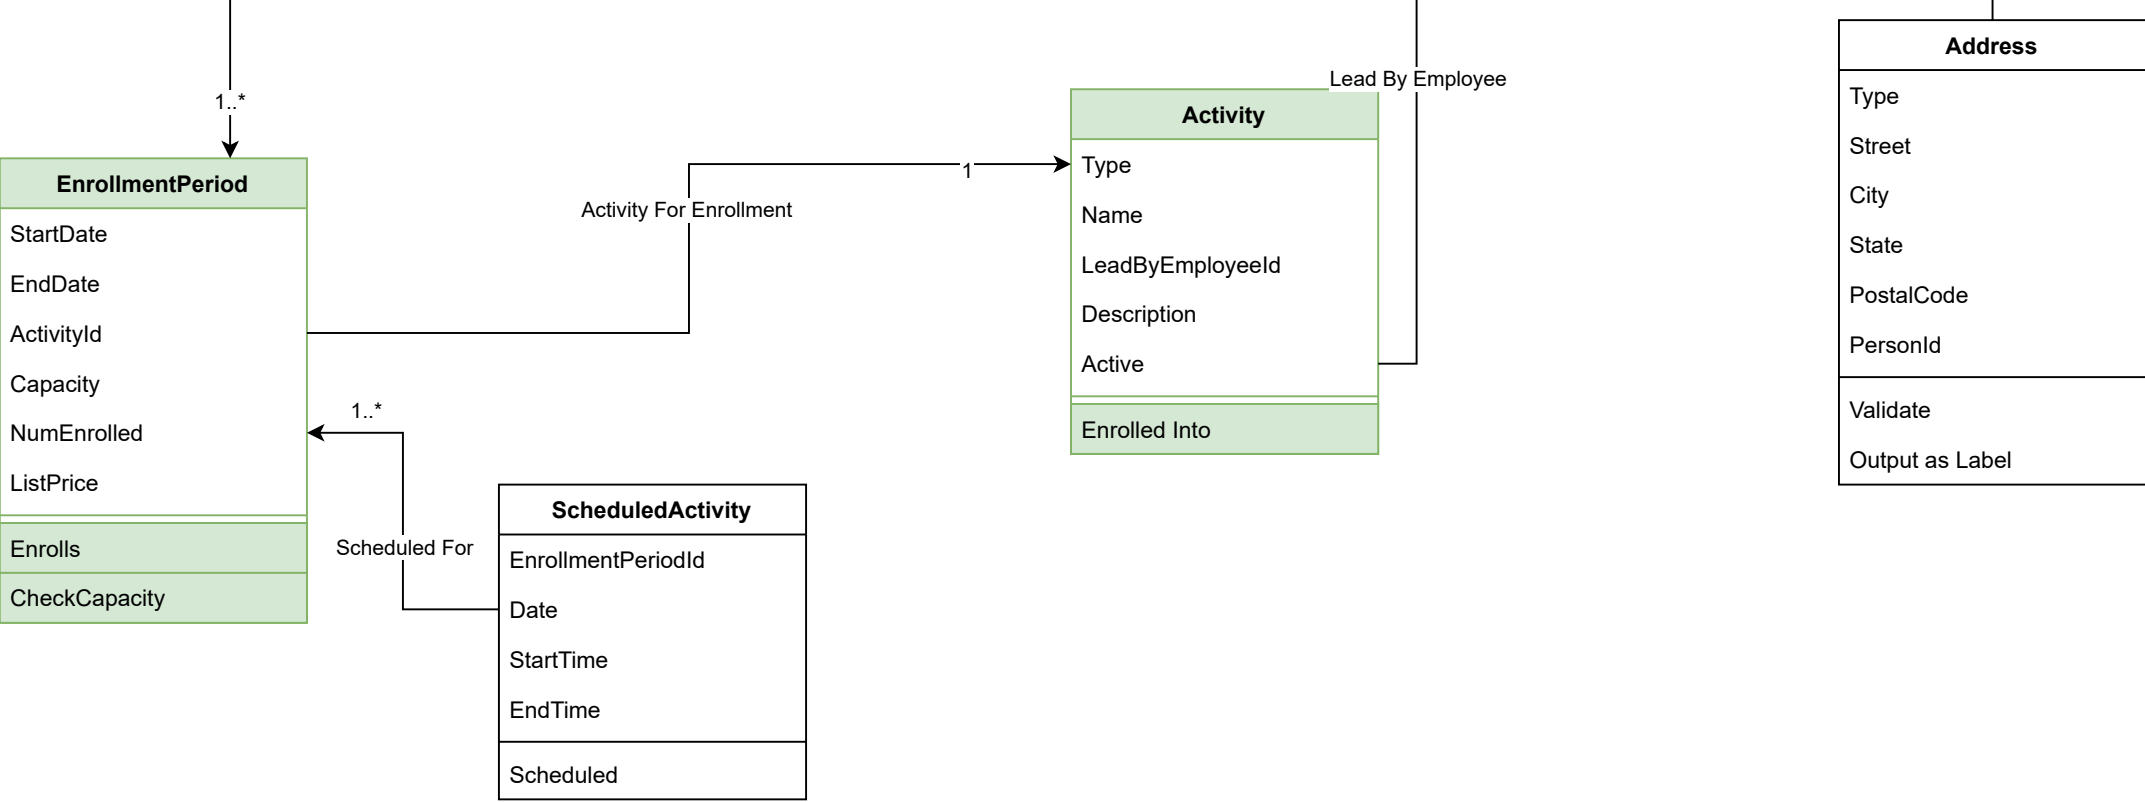 1..*
EnrollmentPeriod
StartDate
EndDate
ActivityId
Capacity
NumEnrolled
ListPrice
Enrolls
CheckCapacity
Activity For Enrollment
1
1..*
Scheduled For
ScheduledActivity
EnrollmentPeriodId
Date
StartTime
EndTime
Scheduled
Lead By Employee
Activity
Type
Name
LeadByEmployeeId
Description
Active
Enrolled Into
Address
Type
Street
City
State
PostalCode
PersonId
Validate
Output as Label